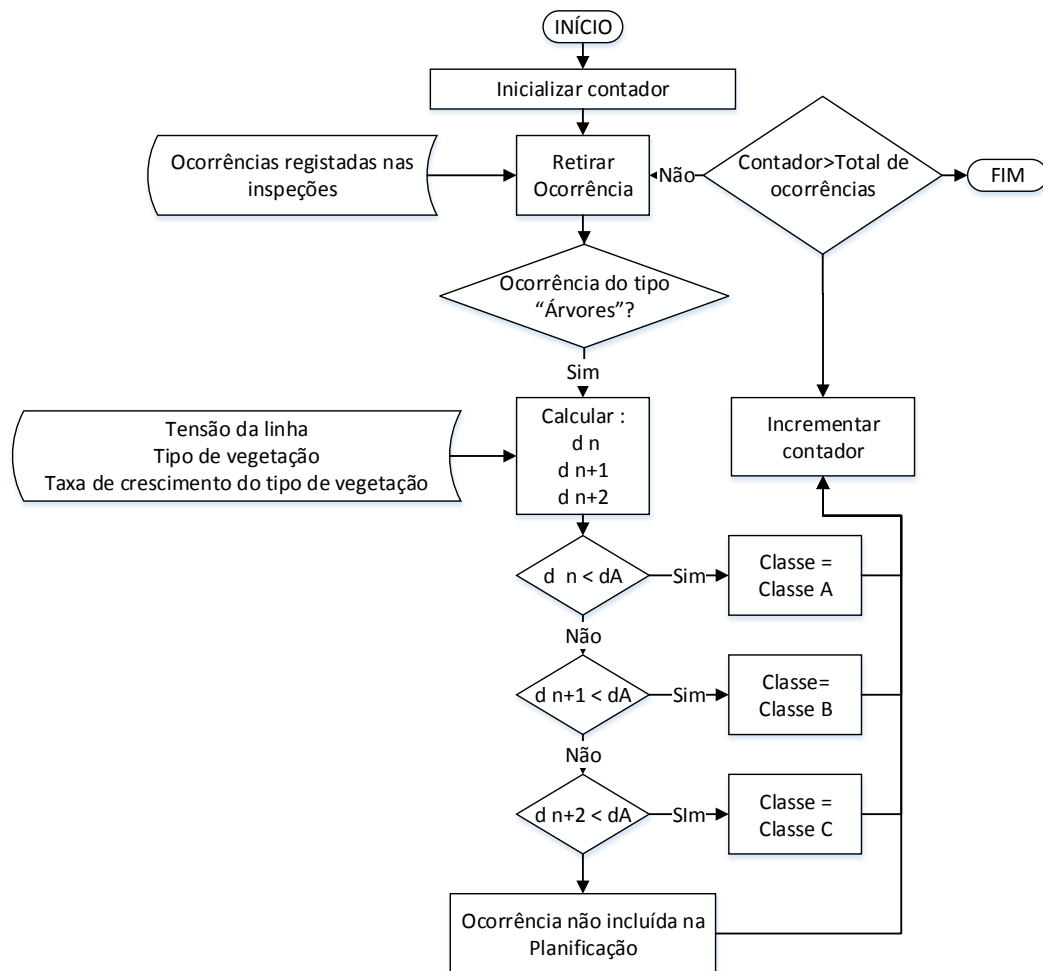 INÍCIO
Inicializar contador
Ocorrências registadas nas
inspeções
Retirar
Ocorrência
Não
Contador>Total de
ocorrências
FIM
Ocorrência do tipo
“Árvores”?
Sim
Tensão da linha
Tipo de vegetação
Taxa de crescimento do tipo de vegetação
Calcular :
d n
d n+1
d n+2
Incrementar
contador
d n < dA
Sim
Classe =
Classe A
Não
d n+1 < dA
Sim
Classe=
Classe B
Não
d n+2 < dA
SIm
Classe =
Classe C
Ocorrência não incluída na
Planificação